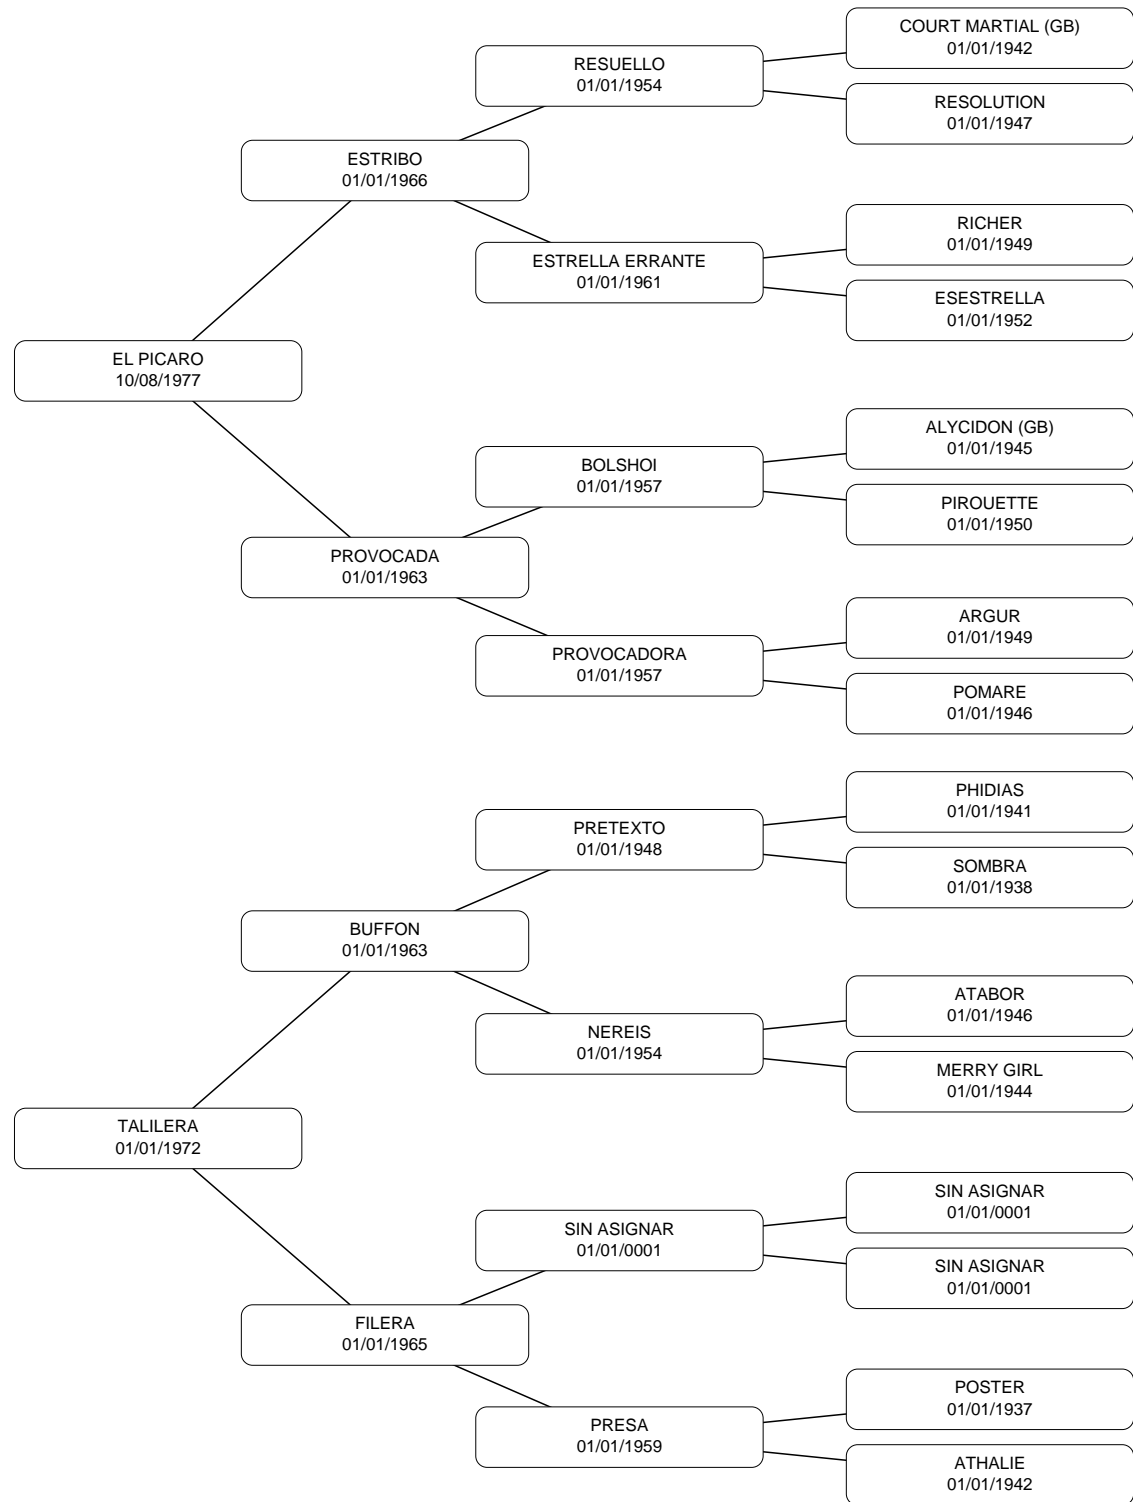 COURT MARTIAL (GB)
01/01/1942
RESUELLO
01/01/1954
RESOLUTION
01/01/1947
ESTRIBO
01/01/1966
RICHER
01/01/1949
ESTRELLA ERRANTE
01/01/1961
ESESTRELLA
01/01/1952
EL PICARO
10/08/1977
ALYCIDON (GB)
01/01/1945
BOLSHOI
01/01/1957
PIROUETTE
01/01/1950
PROVOCADA
01/01/1963
ARGUR
01/01/1949
PROVOCADORA
01/01/1957
POMARE
01/01/1946
PHIDIAS
01/01/1941
PRETEXTO
01/01/1948
SOMBRA
01/01/1938
BUFFON
01/01/1963
ATABOR
01/01/1946
NEREIS
01/01/1954
MERRY GIRL
01/01/1944
TALILERA
01/01/1972
SIN ASIGNAR
01/01/0001
SIN ASIGNAR
01/01/0001
SIN ASIGNAR
01/01/0001
FILERA
01/01/1965
POSTER
01/01/1937
PRESA
01/01/1959
ATHALIE
01/01/1942